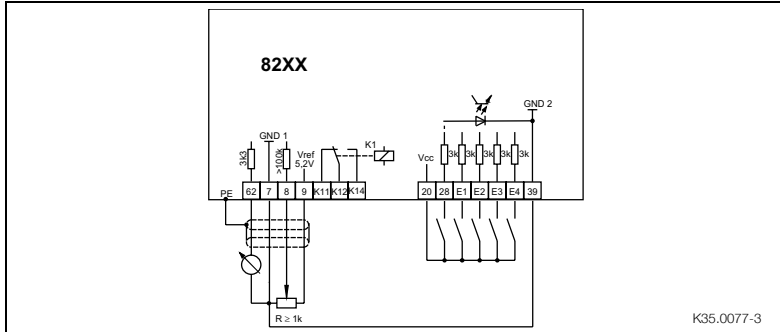 82XX
GND 2
GND 1
3k3
>100k
Vref
5,2V
K1
Vcc
3k
3k
3k
3k
3k
PE
62
7
8
9
K11
K12
K14
20
28
E1
E2
E3
E4
39
R ≥ 1k
K35.0077-3